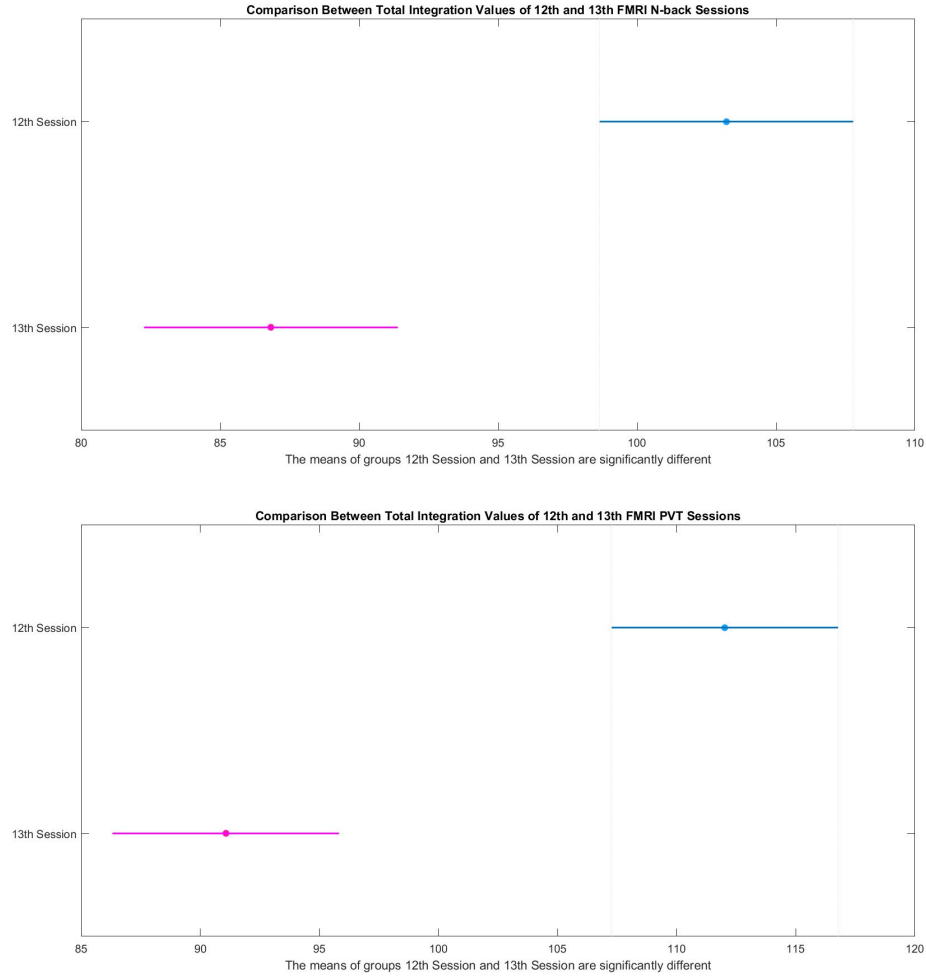 Comparison Between Total Integration Values of 12th and 13th FMRI N-back Sessions
12th Session
13th Session
80 85 90 95 100 105 110
The means of groups 12th Session and 13th Session are significantly different
Comparison Between Total Integration Values of 12th and 13th FMRI PVT Sessions
12th Session
13th Session
85 90 95 100 105 110 115 120
The means of groups 12th Session and 13th Session are significantly different